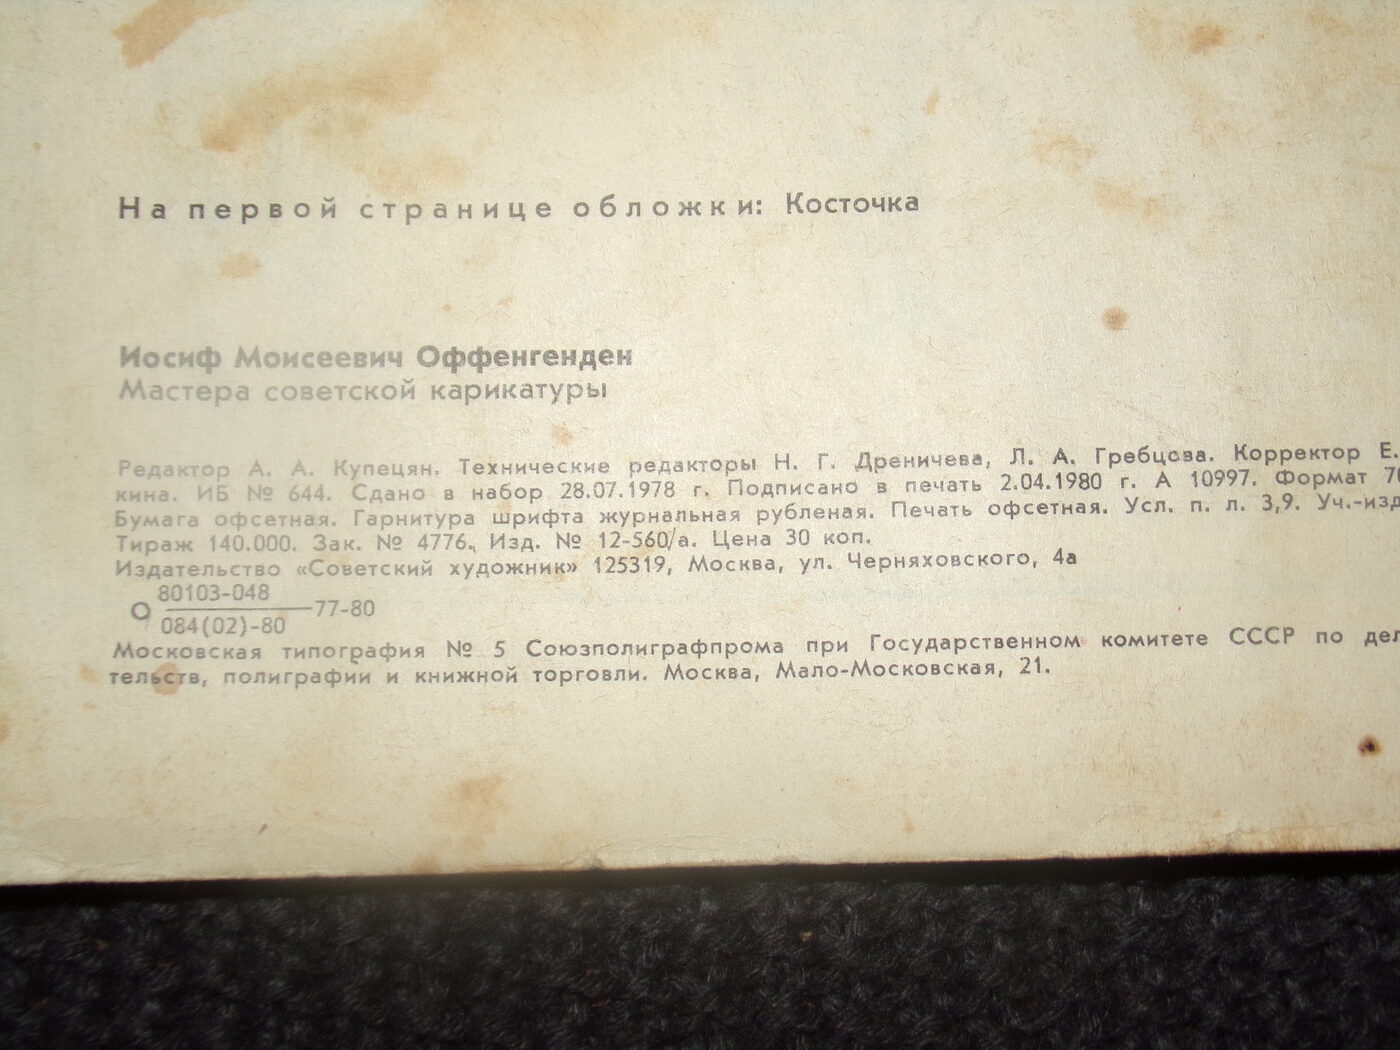 На первой странице обложки: Косточка
Иосиф Моисеевич Оффенгенден
Мастера советской карикатуры
Редактор А. А. Купецян. Технические редакторы Н. Г. Дреничева, Л. А. Гребцова. Корректор Е.
кина. ИБ № 644. Сдано в набор 28.07.1978 г. Подписано в печать 2.04.1980 г. А 10997. Формат 70
Бумага офсетная. Гарнитура шрифта журнальная рубленая. Печать офсетная. Усл. п. л. 3,9. Уч.-изд
Тираж 140.000. Зак. № 4776. Изд. № 12-560/а. Цена 30 коп.
Издательство «Советский художник» 125319, Москва, ул. Черняховского, 4а
80103-048
О 77-80
084(02)-80
Московская типография № 5 Союзполиграфпрома при Государственном комитете СССР по дел
тельств, полиграфии и книжной торговли. Москва, Мало-Московская, 21.